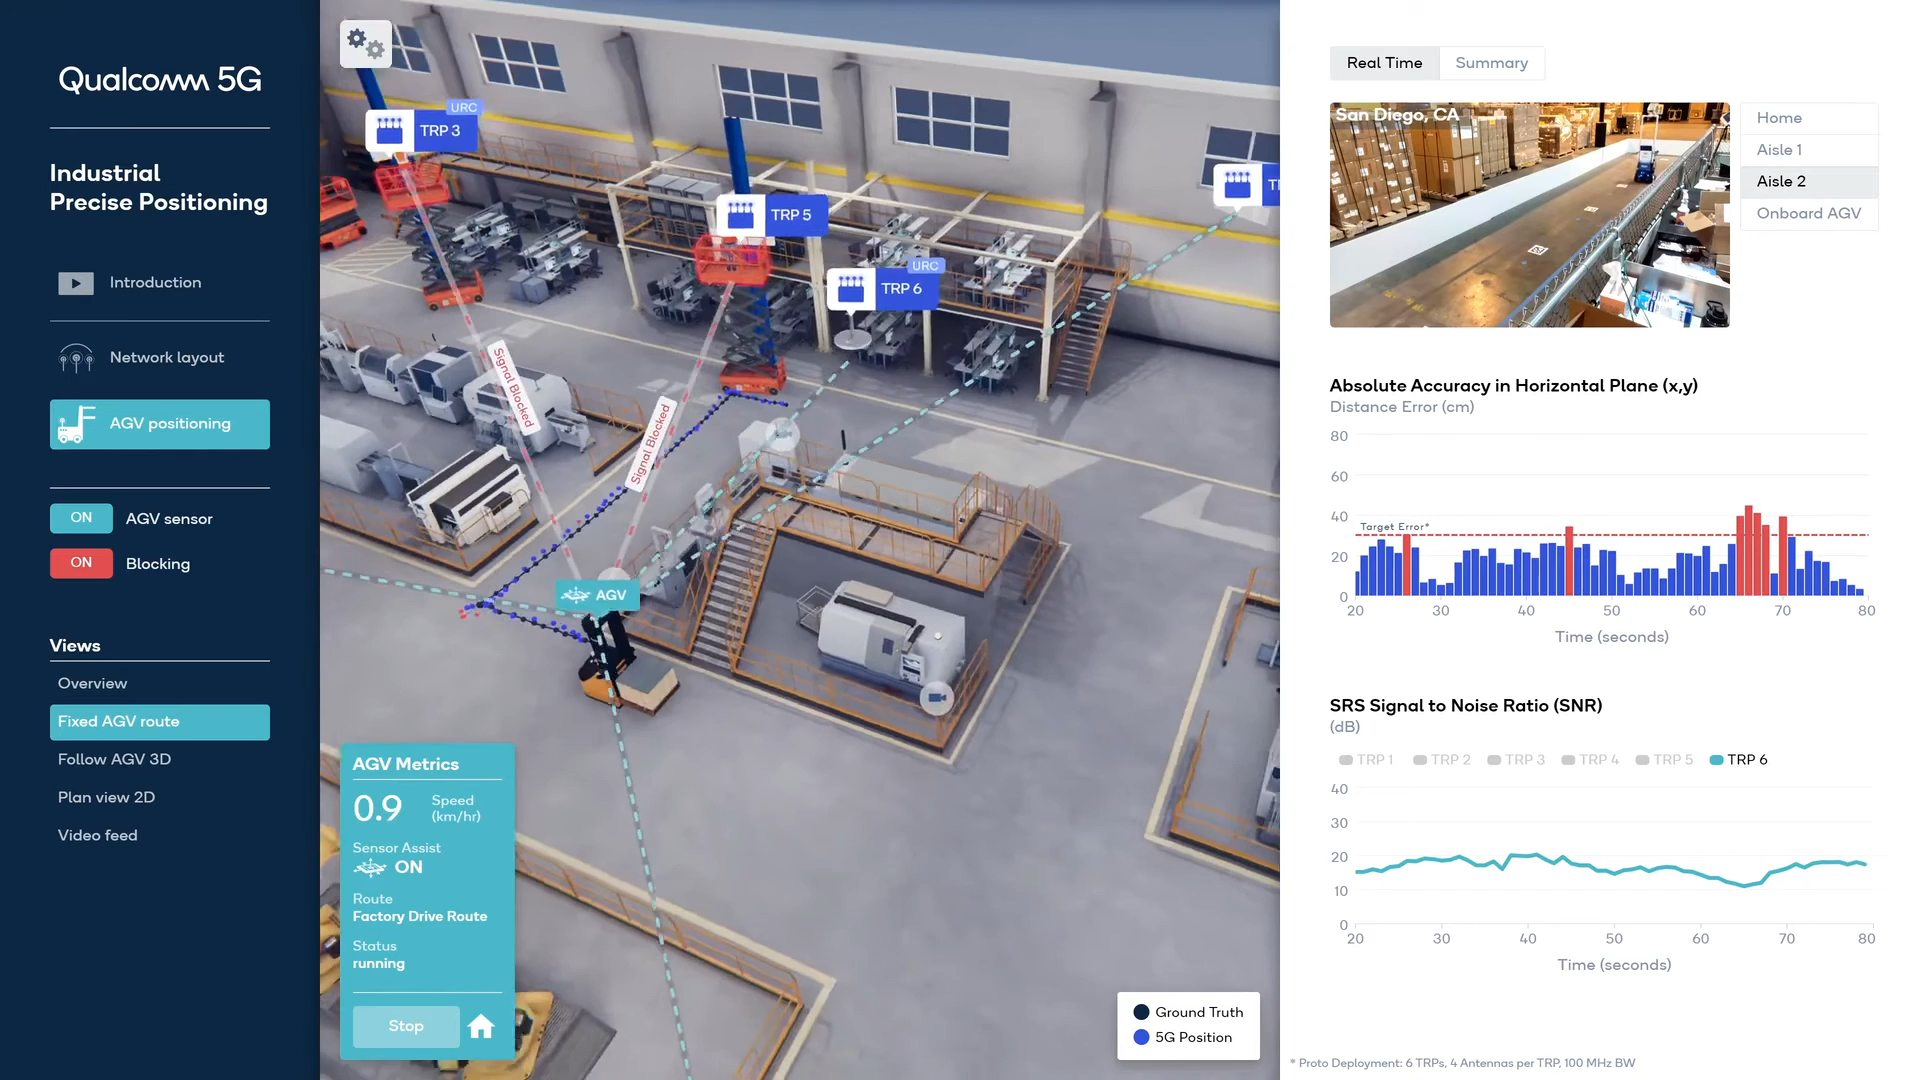 Qualcomm 5G
Industrial
Precise Positioning
Introduction
Network layout
AGV positioning
ON
AGV sensor
ON
Blocking
Views
Overview
Fixed AGV route
Follow AGV 3D
Plan view 2D
Video feed
URC
TRP 3
TRP 5
URC
TRP 6
Signal Blocked
Signal Blocked
AGV
AGV Metrics
0.9
Speed
(km/hr)
Sensor Assist
ON
Route
Factory Drive Route
Status
running
Stop
Ground Truth
5G Position
Real Time
Summary
San Diego, CA
Home
Aisle 1
Aisle 2
Onboard AGV
Absolute Accuracy in Horizontal Plane (x,y)
Distance Error (cm)
80
60
40
Target Error*
20
0
20 30 40 50 60 70 80
Time (seconds)
SRS Signal to Noise Ratio (SNR)
(dB)
TRP 1 TRP 2 TRP 3 TRP 4 TRP 5 TRP 6
40
30
20
10
0
20 30 40 50 60 70 80
Time (seconds)
* Proto Deployment: 6 TRPs, 4 Antennas per TRP, 100 MHz BW